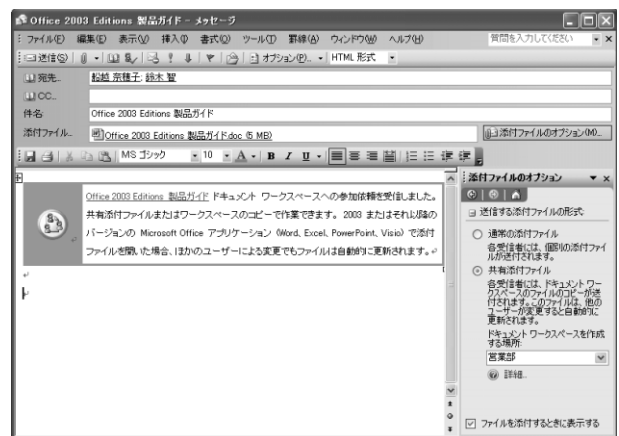 Office 2003 Editions 製品ガイド - メッセージ
ファイル(F) 編集(E) 表示(V) 挿入(I) 書式(O) ツール(T) 罫線(A) ウィンドウ(W) ヘルプ(H) 質問を入力してください
送信(S) オプション(P)... HTML 形式
宛先... 船越 奈穂子; 鈴木 智
CC...
件名: Office 2003 Editions 製品ガイド
添付ファイル... Office 2003 Editions 製品ガイド.doc (5 MB) 添付ファイルのオプション(M)...
MS ゴシック 10 A B I U
Office 2003 Editions 製品ガイド ドキュメント ワークスペースへの参加依頼を受信しました。
共有添付ファイルまたはワークスペースのコピーで作業できます。2003 またはそれ以降の
バージョンの Microsoft Office アプリケーション (Word, Excel, PowerPoint, Visio) で添付
ファイルを開いた場合、ほかのユーザーによる変更でもファイルは自動的に更新されます。
添付ファイルのオプション
送信する添付ファイルの形式:
通常の添付ファイル
各受信者には、個別の添付ファイ
ルが送付されます。
共有添付ファイル
各受信者には、ドキュメント ワー
クスペースのファイルのコピーが送
付されます。このファイルは、他の
ユーザーが変更すると自動的に
更新されます。
ドキュメント ワークスペースを作成
する場所:
営業部
詳細...
ファイルを添付するときに表示する